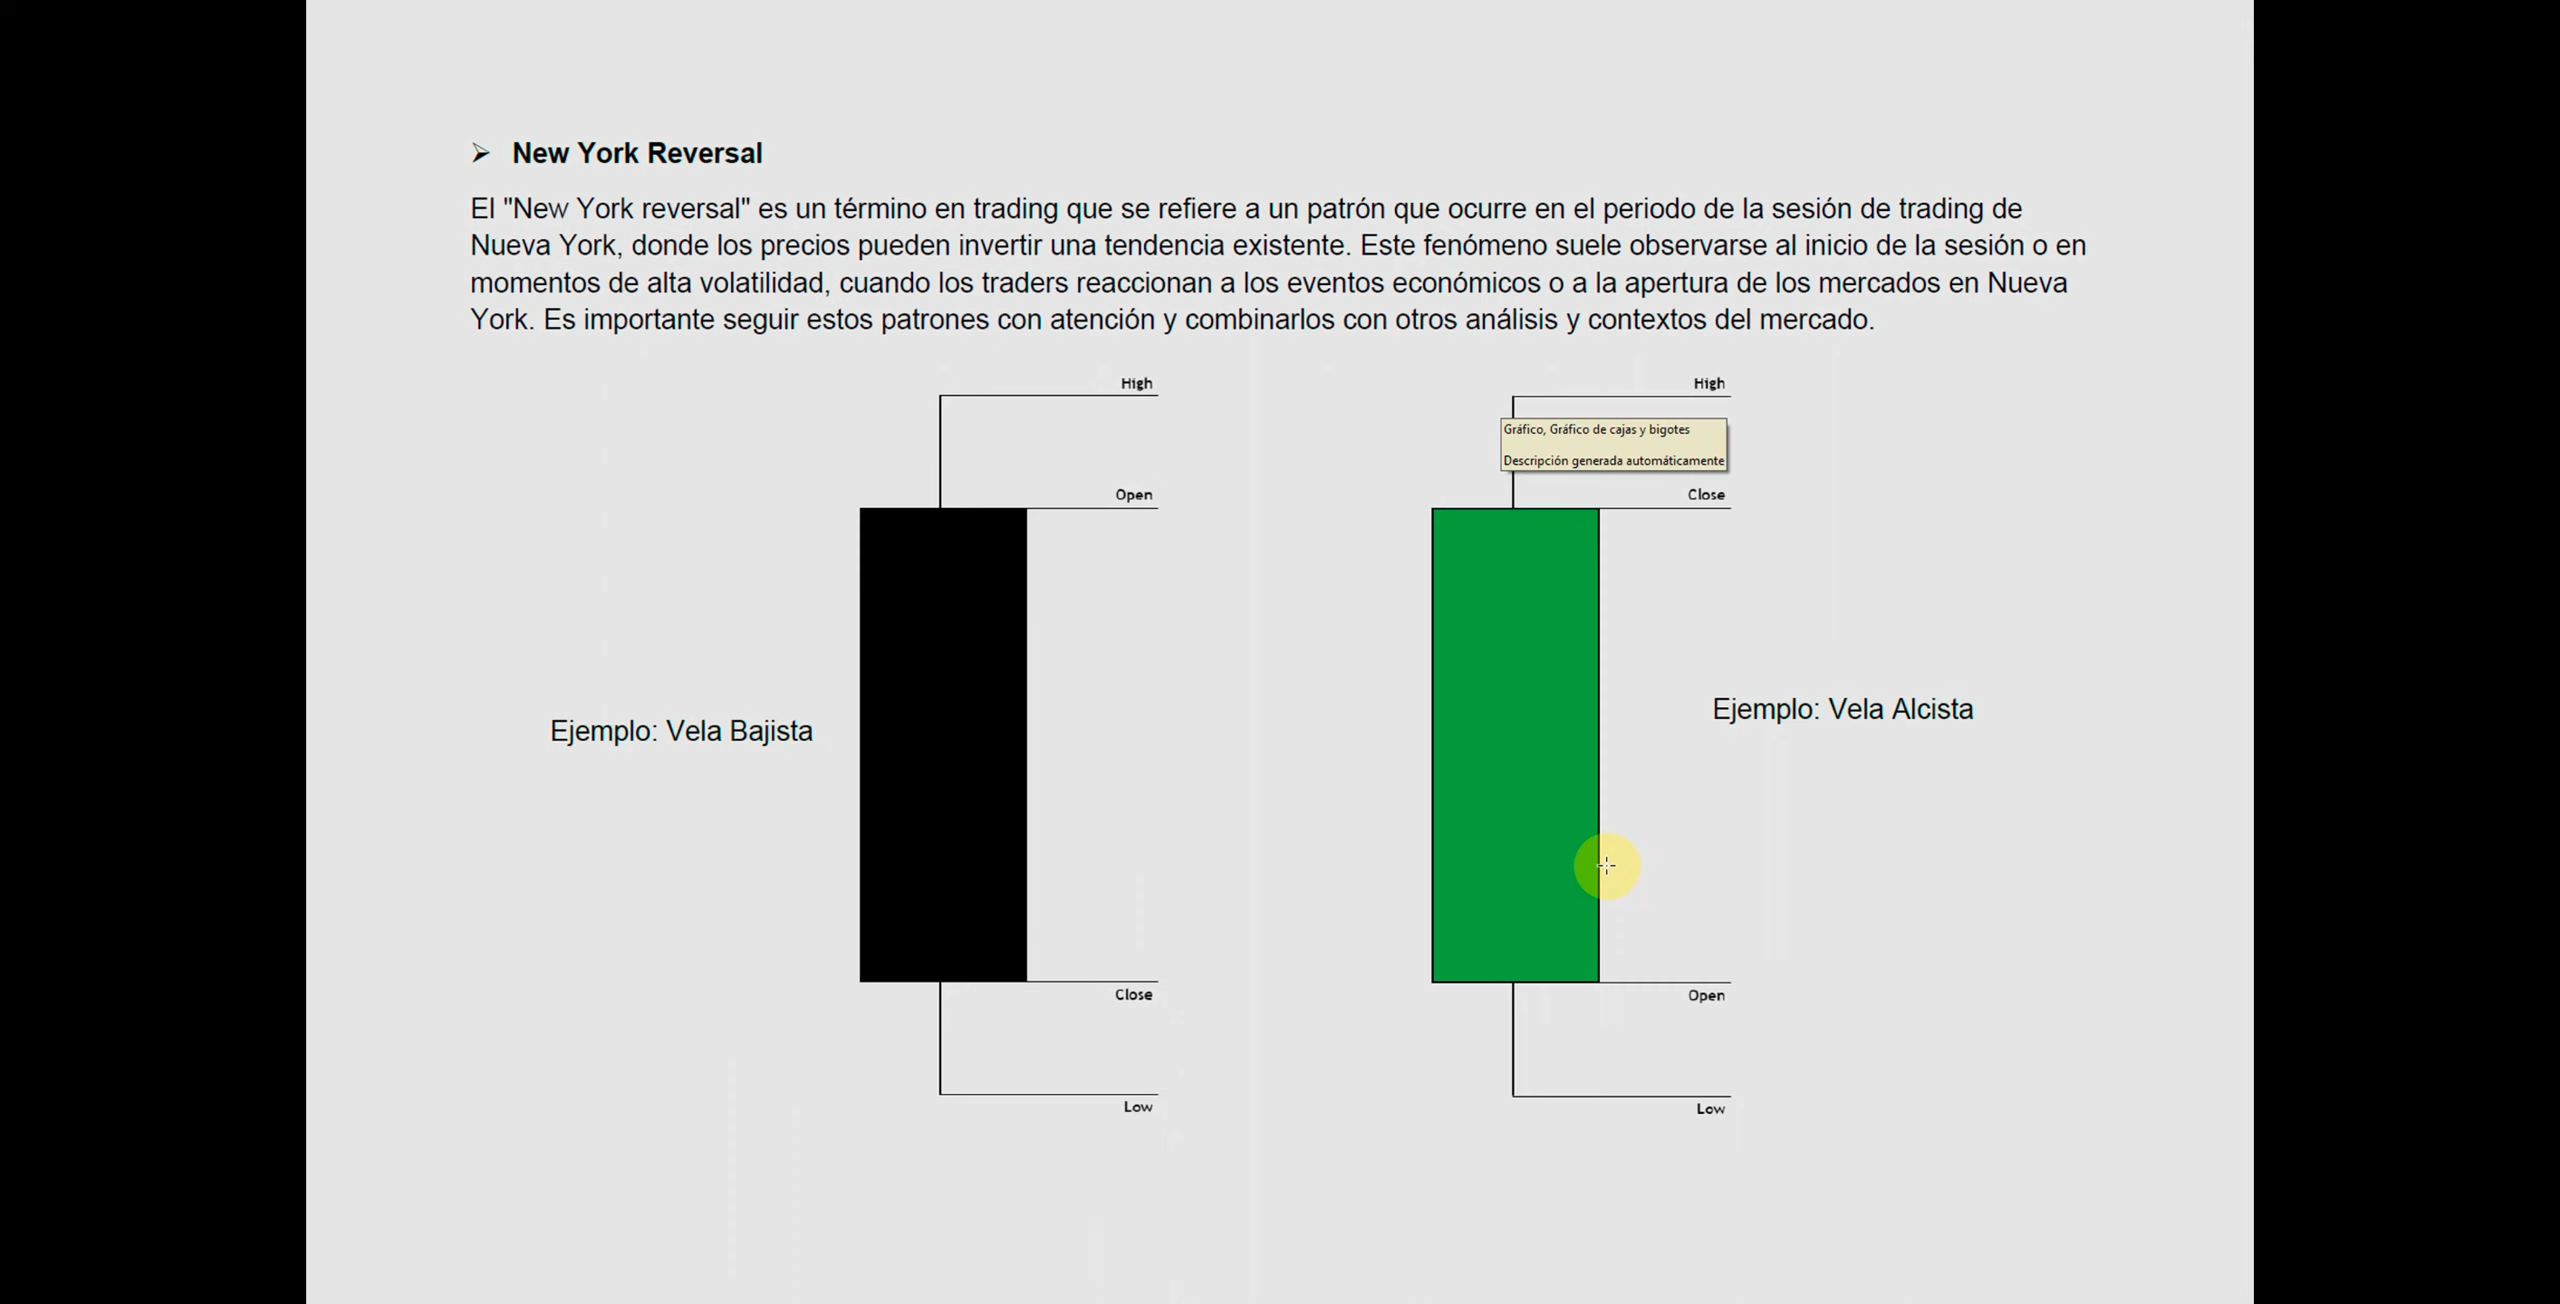 ➢ New York Reversal
El "New York reversal" es un término en trading que se refiere a un patrón que ocurre en el periodo de la sesión de trading de
Nueva York, donde los precios pueden invertir una tendencia existente. Este fenómeno suele observarse al inicio de la sesión o en
momentos de alta volatilidad, cuando los traders reaccionan a los eventos económicos o a la apertura de los mercados en Nueva
York. Es importante seguir estos patrones con atención y combinarlos con otros análisis y contextos del mercado.
High
Open
Ejemplo: Vela Bajista
Close
Low
High
Gráfico, Gráfico de cajas y bigotes
Descripción generada automáticamente
Close
Ejemplo: Vela Alcista
Open
Low